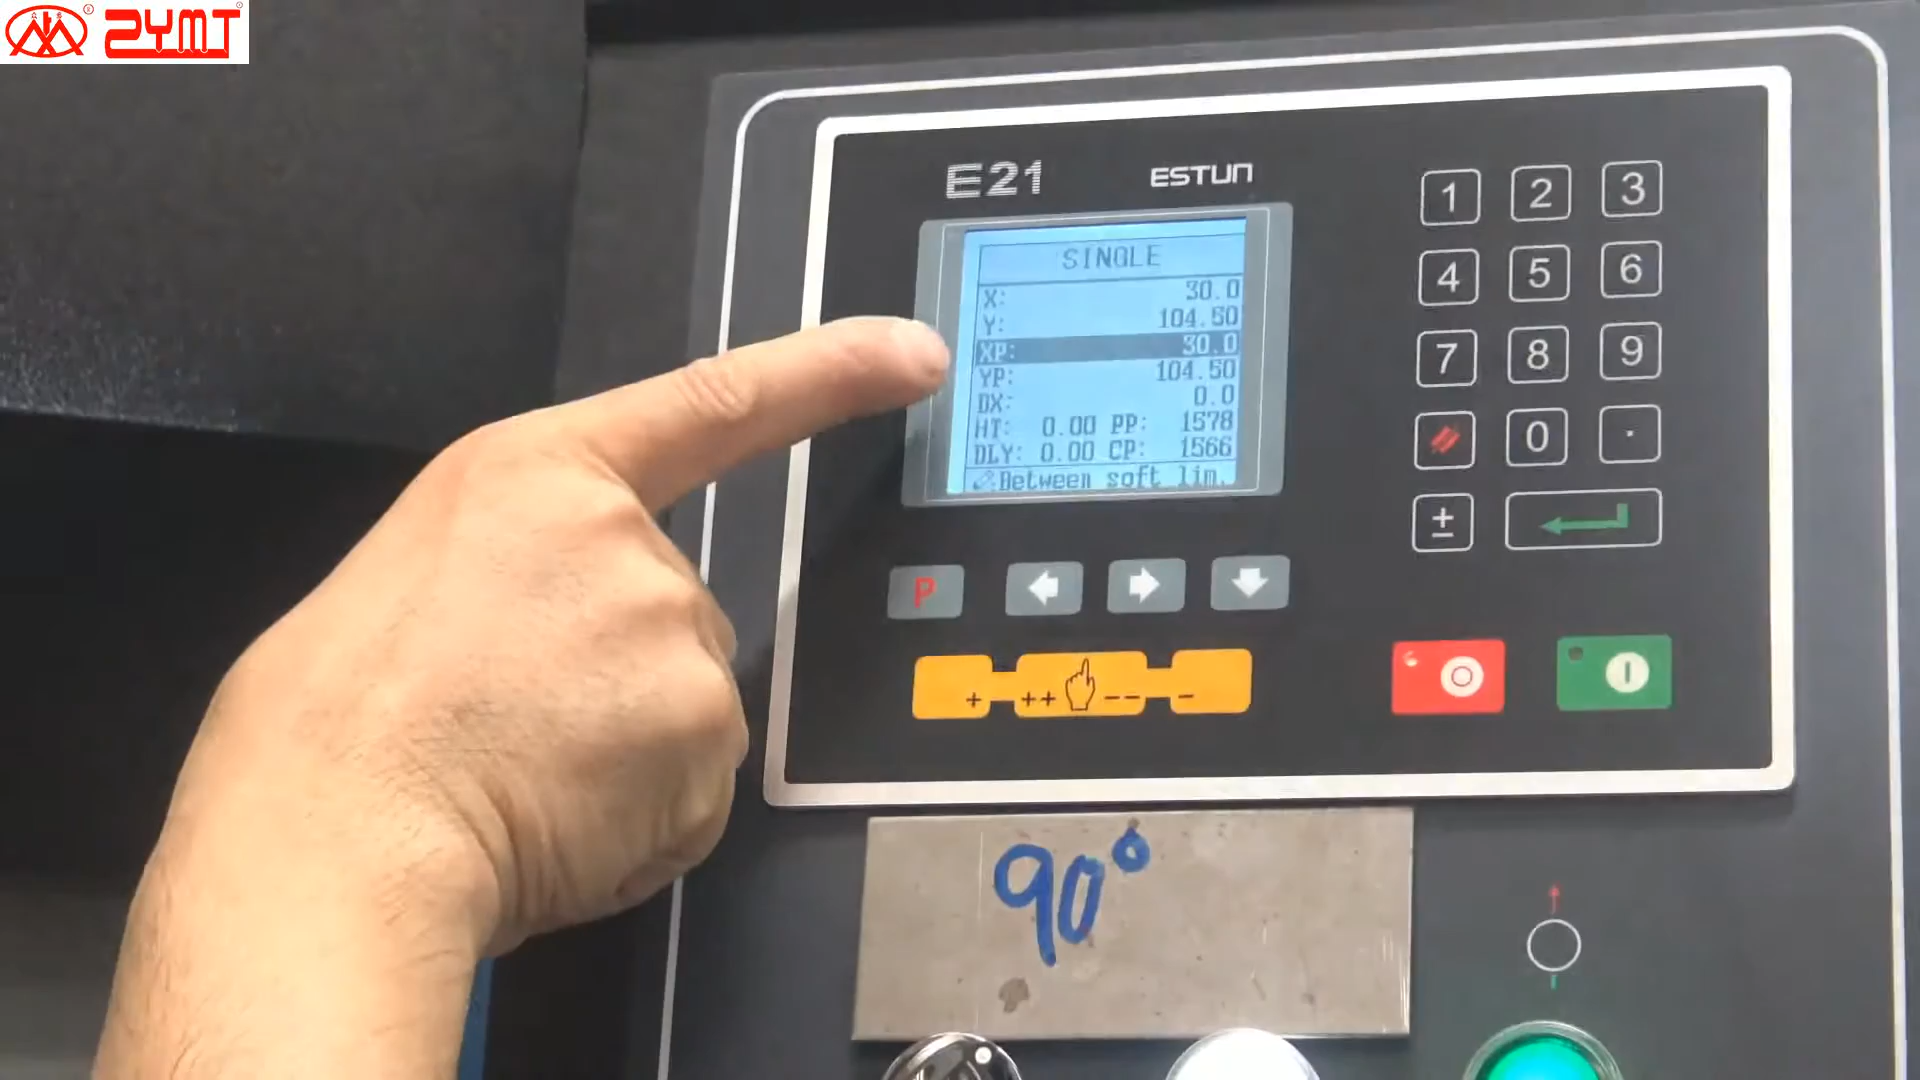 ZYMT
E21 ESTUN
SINGLE
X: 30.0
Y: 104.50
XP: 30.0
YP: 104.50
DX: 0.0
HT: 0.00 PP: 1578
DLY: 0.00 CP: 1566
Between soft lim.
1 2 3
4 5 6
7 8 9
0 .
±
P
+ ++ -- -
90°